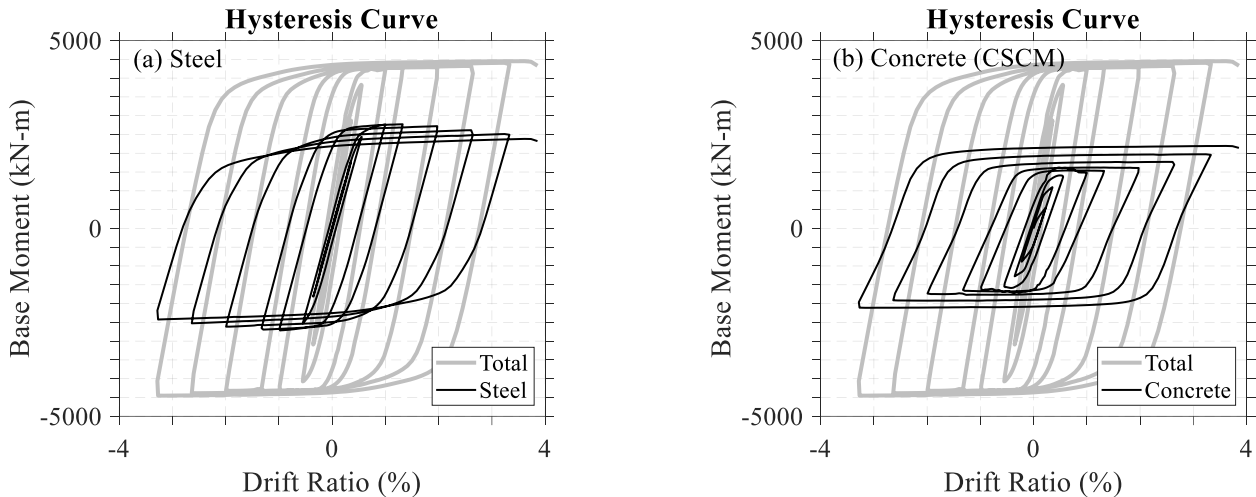 Hysteresis Curve
5000
(a) Steel
0
Base Moment (kN-m)
Total
Steel
-5000
-4
0
4
Drift Ratio (%)
Hysteresis Curve
5000
(b) Concrete (CSCM)
0
Base Moment (kN-m)
Total
Concrete
-5000
-4
0
4
Drift Ratio (%)